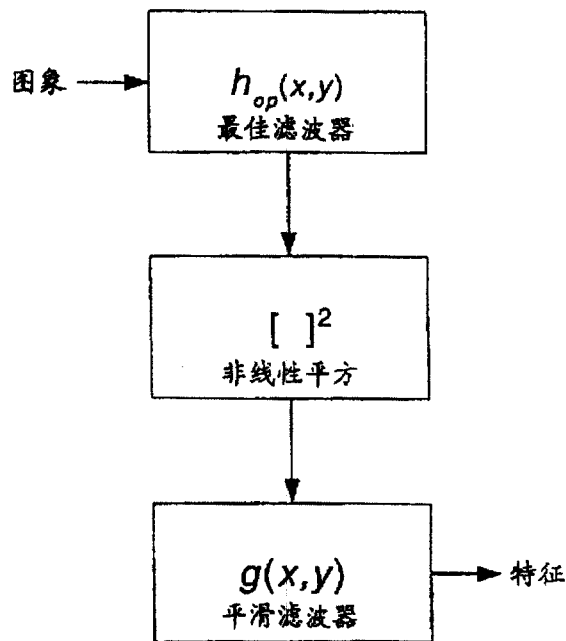 图象
h_op(x,y)
最佳滤波器
[ ]²
非线性平方
g(x,y)
平滑滤波器
特征